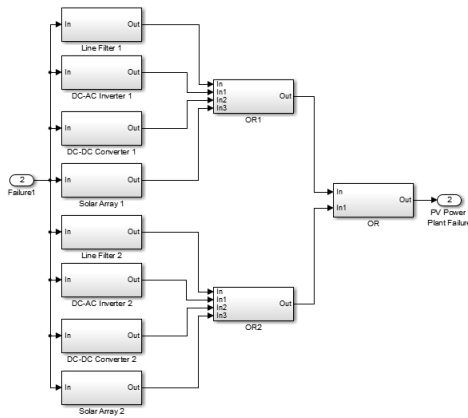 In Out
Line Filter 1
In Out
DC-AC Inverter 1
In Out
DC-DC Converter 1
In Out
Solar Array 1
2
Failure1
In Out
Line Filter 2
In Out
DC-AC Inverter 2
In Out
DC-DC Converter 2
In Out
Solar Array 2
In
In1
In2
In3
Out
OR1
In
In1
In2
In3
Out
OR2
In
In1
Out
OR
2
PV Power
Plant Failure